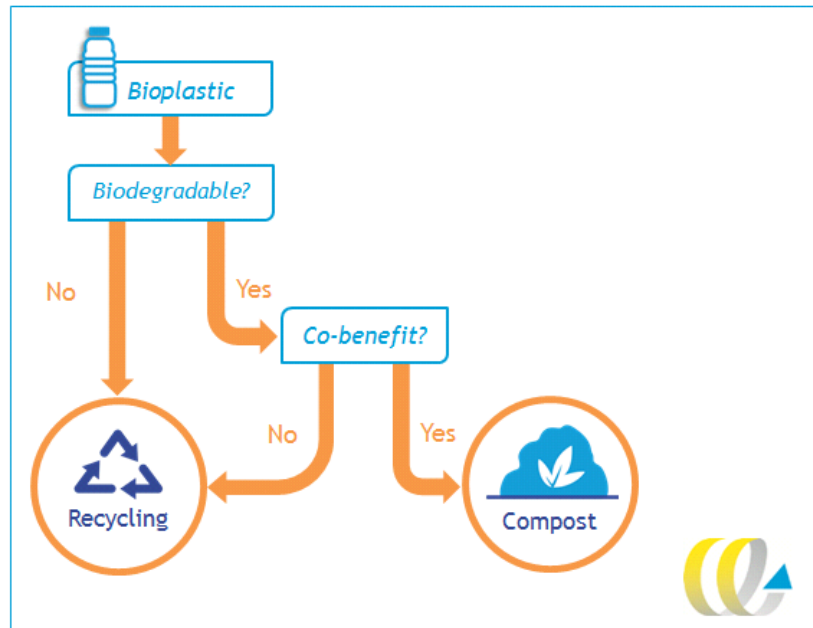 Bioplastic
Biodegradable?
No
Yes
Co-benefit?
No
Yes
Recycling
Compost